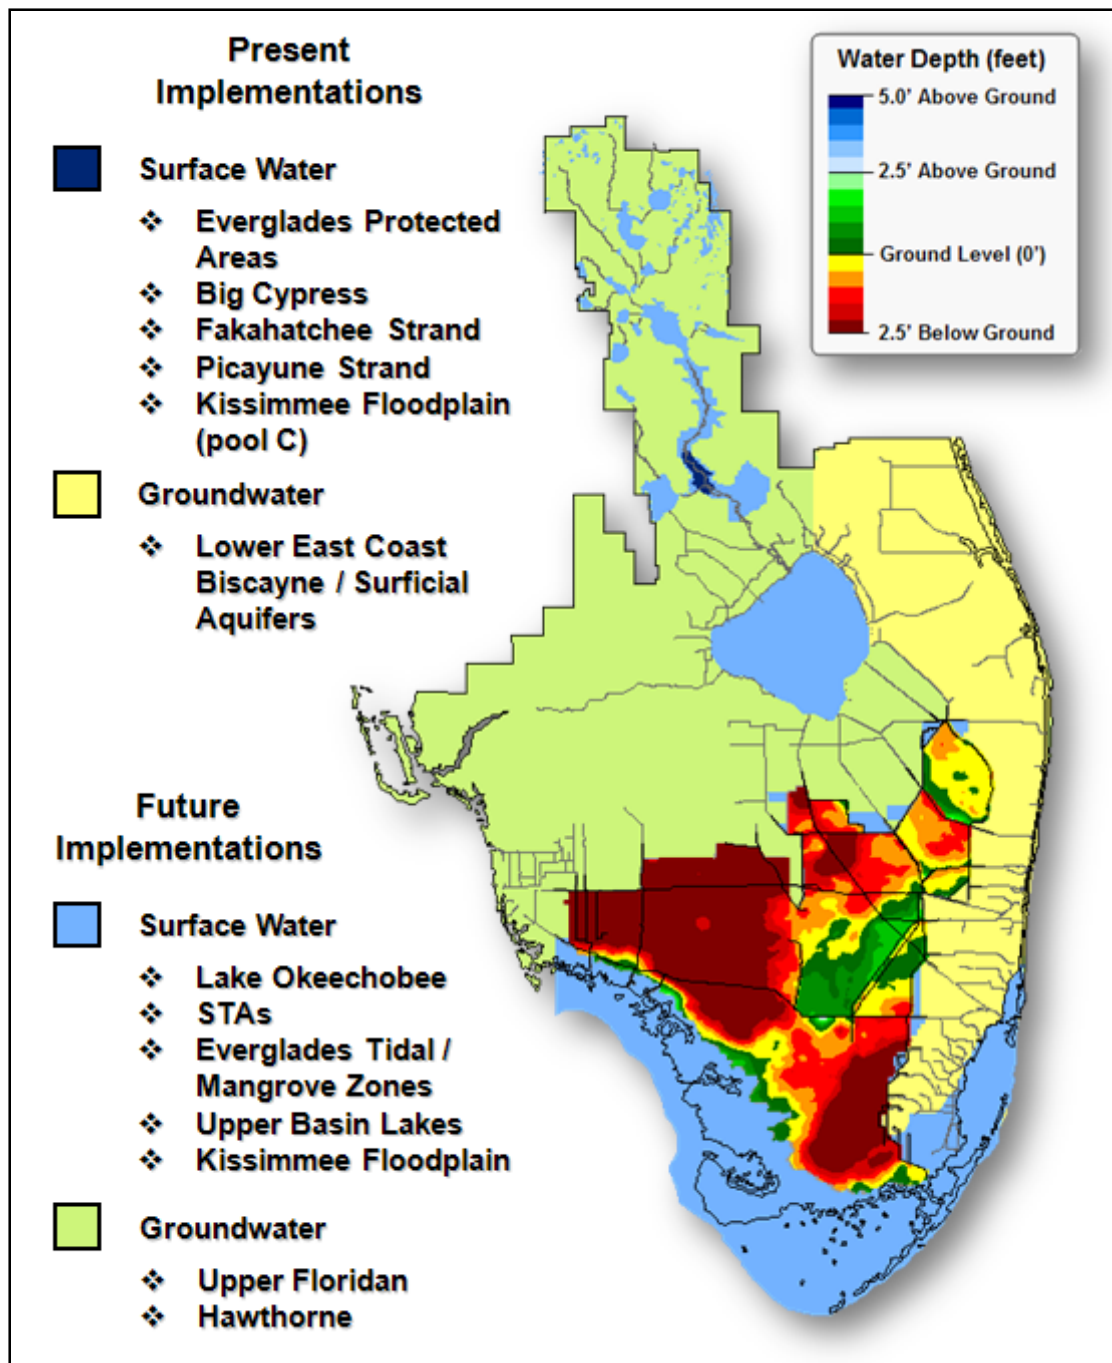 Present
Implementations
Surface Water
❖ Everglades Protected
Areas
❖ Big Cypress
❖ Fakahatchee Strand
❖ Picayune Strand
❖ Kissimmee Floodplain
(pool C)
Groundwater
❖ Lower East Coast
Biscayne / Surficial
Aquifers
Future
Implementations
Surface Water
❖ Lake Okeechobee
❖ STAs
❖ Everglades Tidal /
Mangrove Zones
❖ Upper Basin Lakes
❖ Kissimmee Floodplain
Groundwater
❖ Upper Floridan
❖ Hawthorne
Water Depth (feet)
5.0' Above Ground
2.5' Above Ground
Ground Level (0')
2.5' Below Ground